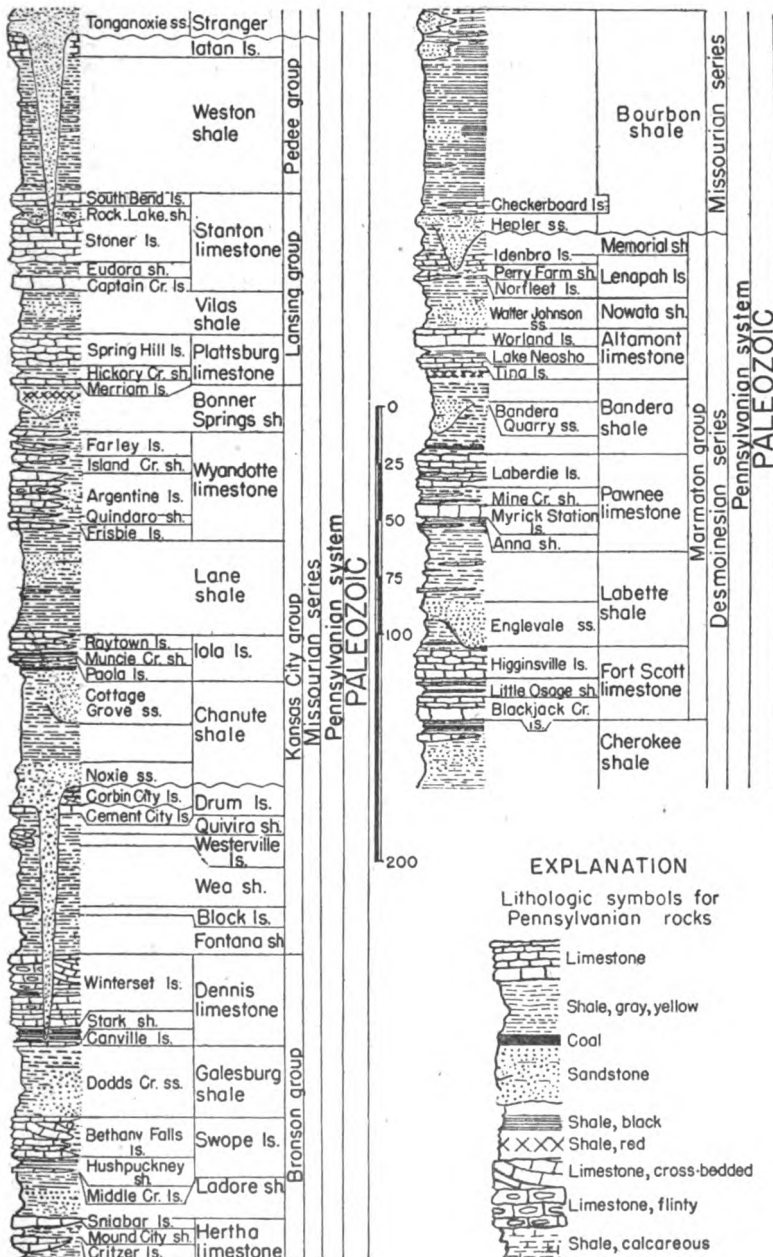 Tonganoxie ss.
Stranger
Iatan ls.
Weston
shale
Pedee group
South Bend ls.
Rock Lake sh.
Stoner ls.
Eudora sh.
Captain Cr. ls.
Stanton
limestone
Vilas
shale
Spring Hill ls.
Hickory Cr. sh.
Merriam ls.
Plattsburg
limestone
Lansing group
Bonner
Springs sh.
Farley ls.
Island Cr. sh.
Argentine ls.
Quindaro sh.
Frisbie ls.
Wyandotte
limestone
Lane
shale
Raytown ls.
Muncie Cr. sh.
Paola ls.
Iola ls.
Cottage
Grove ss.
Chanute
shale
Noxie ss.
Corbin City ls.
Cement City ls
Drum ls.
Quivira sh.
Westerville
ls.
Wea sh.
Block ls.
Fontana sh
Kansas City group
Winterset ls.
Stark sh.
Canville ls.
Dennis
limestone
Dodds Cr. ss.
Galesburg
shale
Bethany Falls
ls.
Hushpuckney
sh.
Middle Cr. ls.
Swope ls.
Ladore sh
Sniabar ls.
Mound City sh.
Critzer ls.
Hertha
limestone
Bronson group
Missourian series
Pennsylvanian system
PALEOZOIC
0
25
50
75
100
200
Bourbon
shale
Checkerboard ls
Hepler ss.
Missourian series
Memorial sh
Idenbro ls.
Perry Farm sh.
Norfleet ls.
Lenapah ls
Walter Johnson
ss.
Nowata sh.
Worland ls.
Lake Neosho
Tina ls.
Altamont
limestone
Bandera
Quarry ss.
Bandera
shale
Laberdie ls.
Mine Cr. sh.
Myrick Station
ls.
Anna sh.
Pawnee
limestone
Englevale ss.
Labette
shale
Higginsville ls.
Little Osage sh.
Blackjack Cr.
ls.
Fort Scott
limestone
Cherokee
shale
Marmaton group
Desmoinesian series
Pennsylvanian system
PALEOZOIC
EXPLANATION
Lithologic symbols for
Pennsylvanian rocks
Limestone
Shale, gray, yellow
Coal
Sandstone
Shale, black
Shale, red
Limestone, cross-bedded
Limestone, flinty
Shale, calcareous